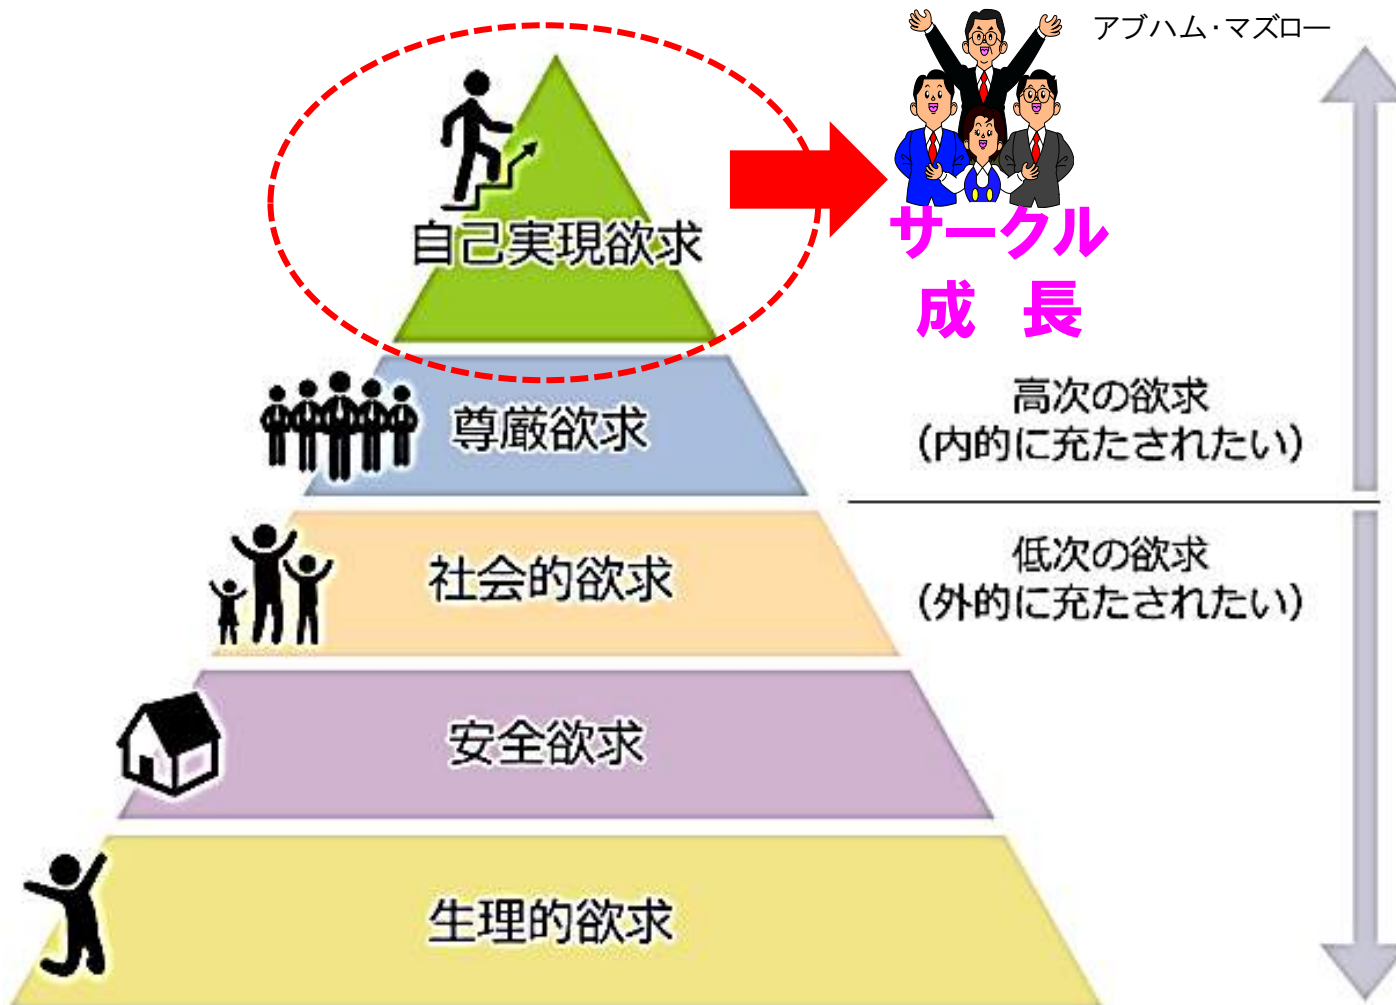 アブハム・マズロー
自己実現欲求
サークル
成　長
尊厳欲求
高次の欲求
（内的に充たされたい）
社会的欲求
低次の欲求
（外的に充たされたい）
安全欲求
生理的欲求